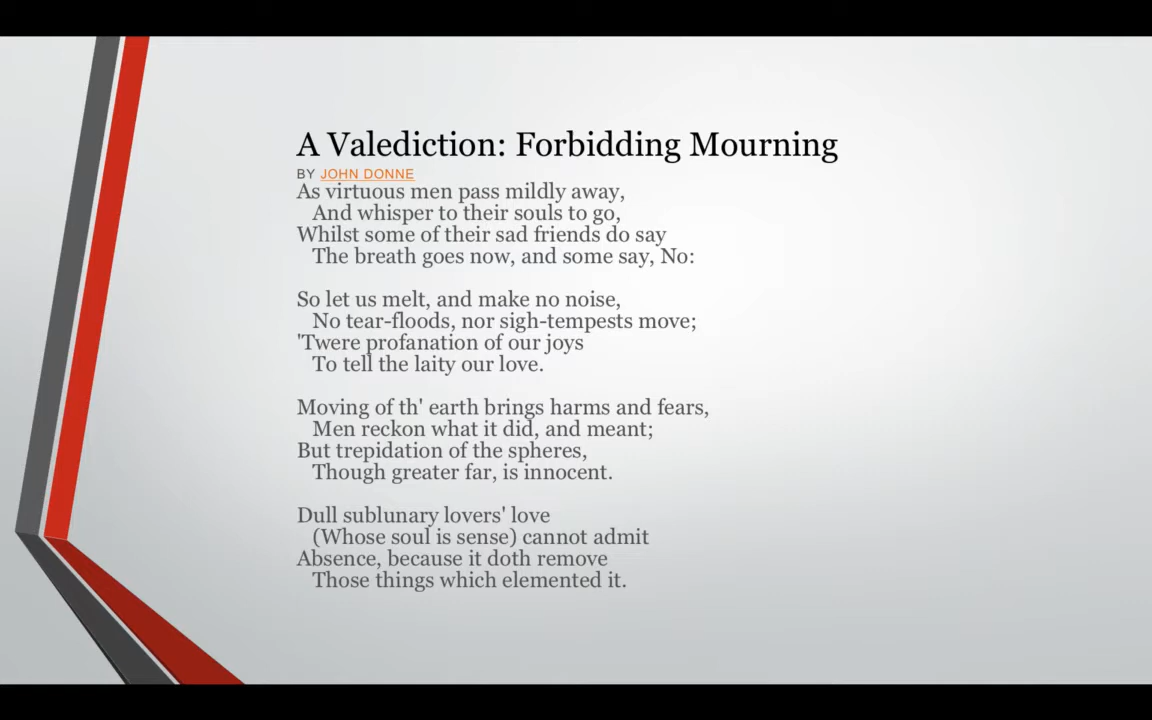 A Valediction: Forbidding Mourning
BY JOHN DONNE
As virtuous men pass mildly away,
And whisper to their souls to go,
Whilst some of their sad friends do say
The breath goes now, and some say, No:
So let us melt, and make no noise,
No tear-floods, nor sigh-tempests move;
'Twere profanation of our joys
To tell the laity our love.
Moving of th' earth brings harms and fears,
Men reckon what it did, and meant;
But trepidation of the spheres,
Though greater far, is innocent.
Dull sublunary lovers' love
(Whose soul is sense) cannot admit
Absence, because it doth remove
Those things which elemented it.